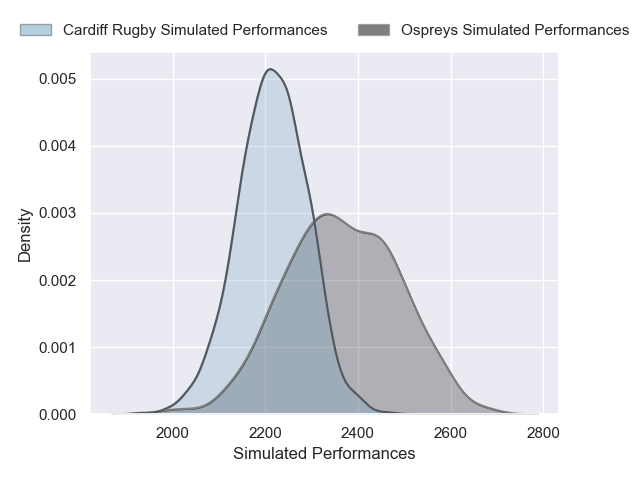 Cardiff Rugby Simulated Performances Ospreys Simulated Performances
0.005
0.004
0.003
0.002
0.001
0.000
Density
2000 2200 2400 2600 2800
Simulated Performances